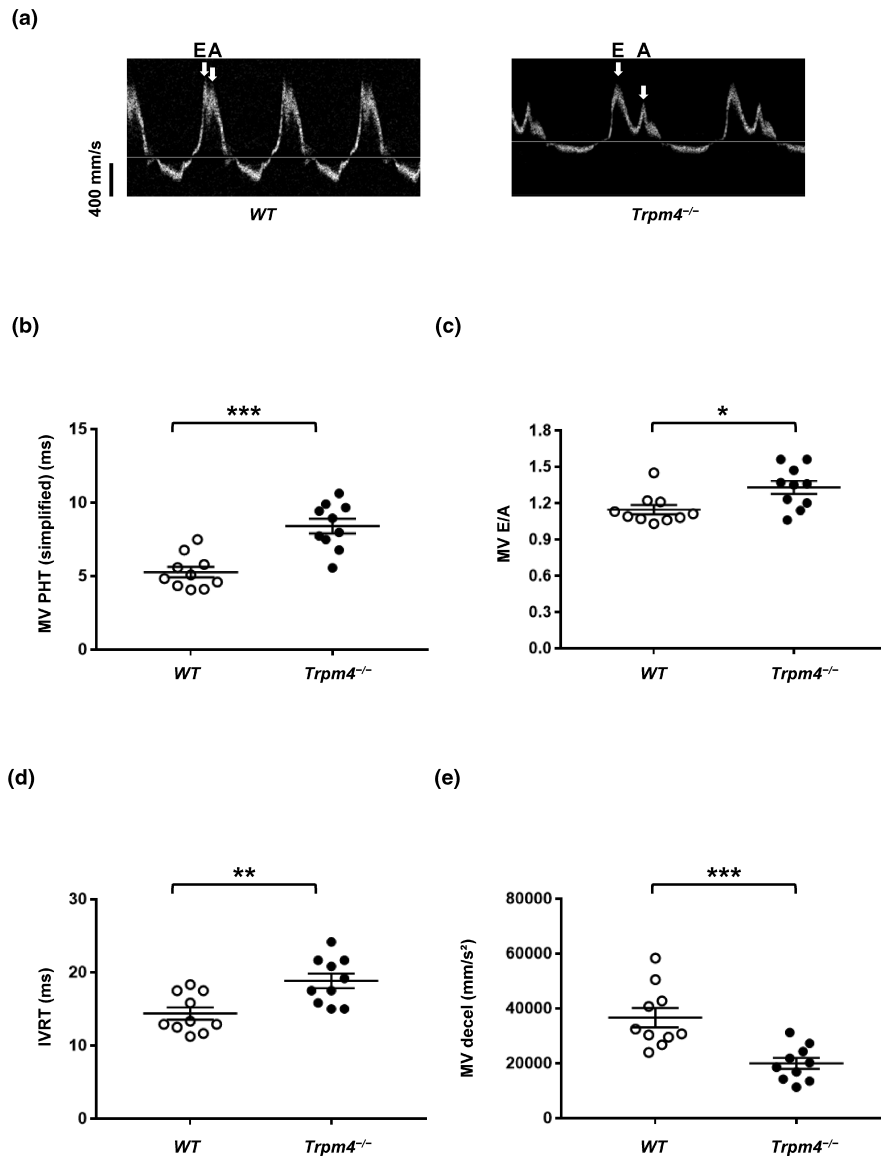 (a)
E A
E A
400 mm/s
WT
Trpm4⁻/⁻
(b)
***
MV PHT (simplified) (ms)
15
10
5
0
WT
Trpm4⁻/⁻
(c)
*
MV E/A
1.8
1.5
1.2
0.9
0.6
0.3
0.0
WT
Trpm4⁻/⁻
(d)
**
IVRT (ms)
30
20
10
0
WT
Trpm4⁻/⁻
(e)
***
MV decel (mm/s²)
80000
60000
40000
20000
0
WT
Trpm4⁻/⁻